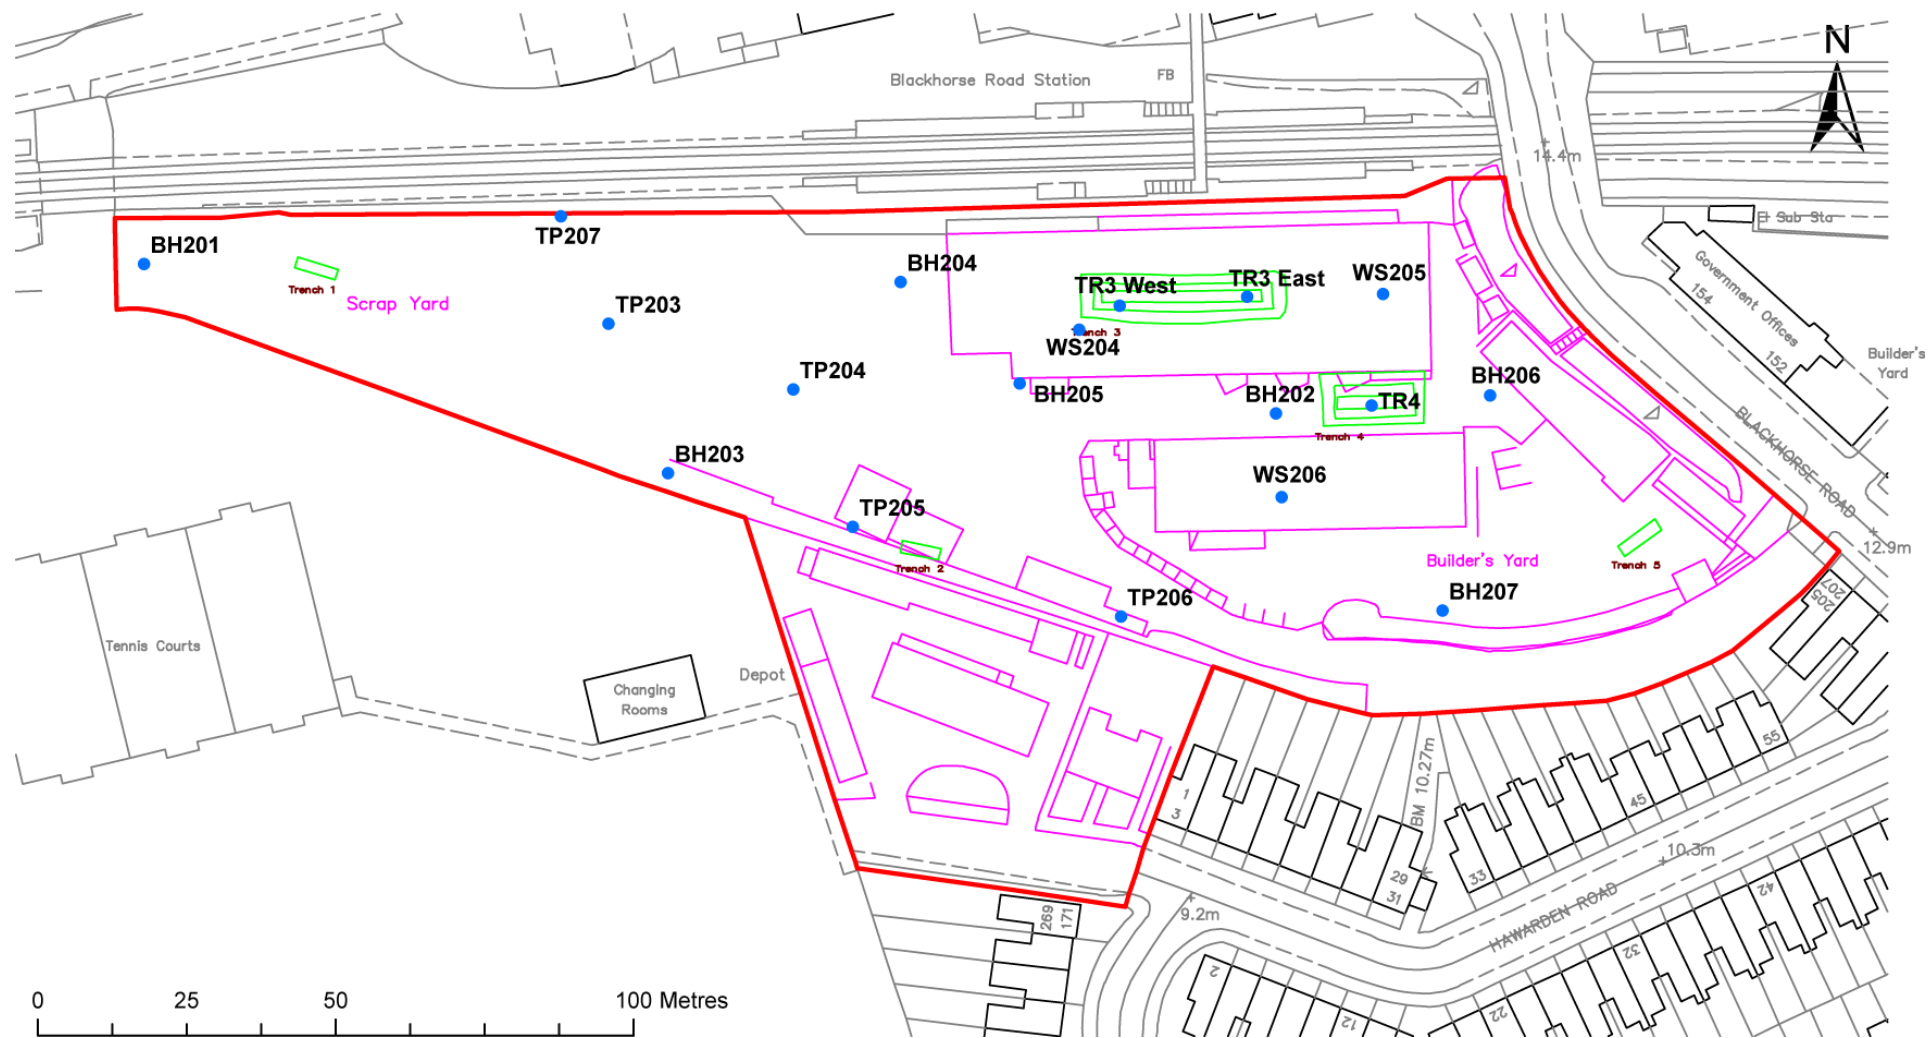 N
Blackhorse Road Station
FB
14.4m
El Sub Sta
BH201
TP207
BH204
TR3 West
TR3 East
WS205
Government Offices
154
152
Trench 1
Scrap Yard
TP203
Trench 3
WS204
Builder's
Yard
TP204
BH205
BH202
TR4
BH206
Trench 4
BLACKHORSE ROAD
BH203
WS206
TP205
12.9m
Trench 2
Builder's Yard
Trench 5
TP206
BH207
207
205
Tennis Courts
Depot
Changing
Rooms
BM 10.27m
55
1
3
45
10.3m
29
31
33
42
269
171
9.2m
HAWARDEN ROAD
32
2
12
22
0 25 50 100 Metres